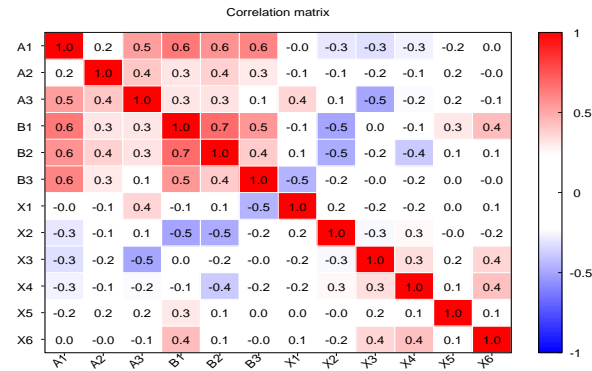 Correlation matrix
A1 1.0 0.2 0.5 0.6 0.6 0.6 -0.0 -0.3 -0.3 -0.3 -0.2 0.0
A2 0.2 1.0 0.4 0.3 0.4 0.3 -0.1 -0.1 -0.2 -0.1 0.2 -0.0
A3 0.5 0.4 1.0 0.3 0.3 0.1 0.4 0.1 -0.5 -0.2 0.2 -0.1
B1 0.6 0.3 0.3 1.0 0.7 0.5 -0.1 -0.5 0.0 -0.1 0.3 0.4
B2 0.6 0.4 0.3 0.7 1.0 0.4 0.1 -0.5 -0.2 -0.4 0.1 0.1
B3 0.6 0.3 0.1 0.5 0.4 1.0 -0.5 -0.2 -0.2 -0.2 0.0 -0.0
X1 -0.0 -0.1 0.4 -0.1 0.1 -0.5 1.0 0.2 -0.2 -0.2 0.0 0.1
X2 -0.3 -0.1 0.1 -0.5 -0.5 -0.2 0.2 1.0 -0.3 0.3 -0.0 -0.2
X3 -0.3 -0.2 -0.5 0.0 -0.2 -0.2 -0.2 -0.3 1.0 0.3 0.2 0.4
X4 -0.3 -0.1 -0.2 -0.1 -0.4 -0.2 -0.2 0.3 0.3 1.0 0.1 0.4
X5 -0.2 0.2 0.2 0.3 0.1 0.0 0.0 -0.0 0.2 0.1 1.0 0.1
X6 0.0 -0.0 -0.1 0.4 0.1 -0.0 0.1 -0.2 0.4 0.4 0.1 1.0
A1 A2 A3 B1 B2 B3 X1 X2 X3 X4 X5 X6
1
0.5
0
-0.5
-1